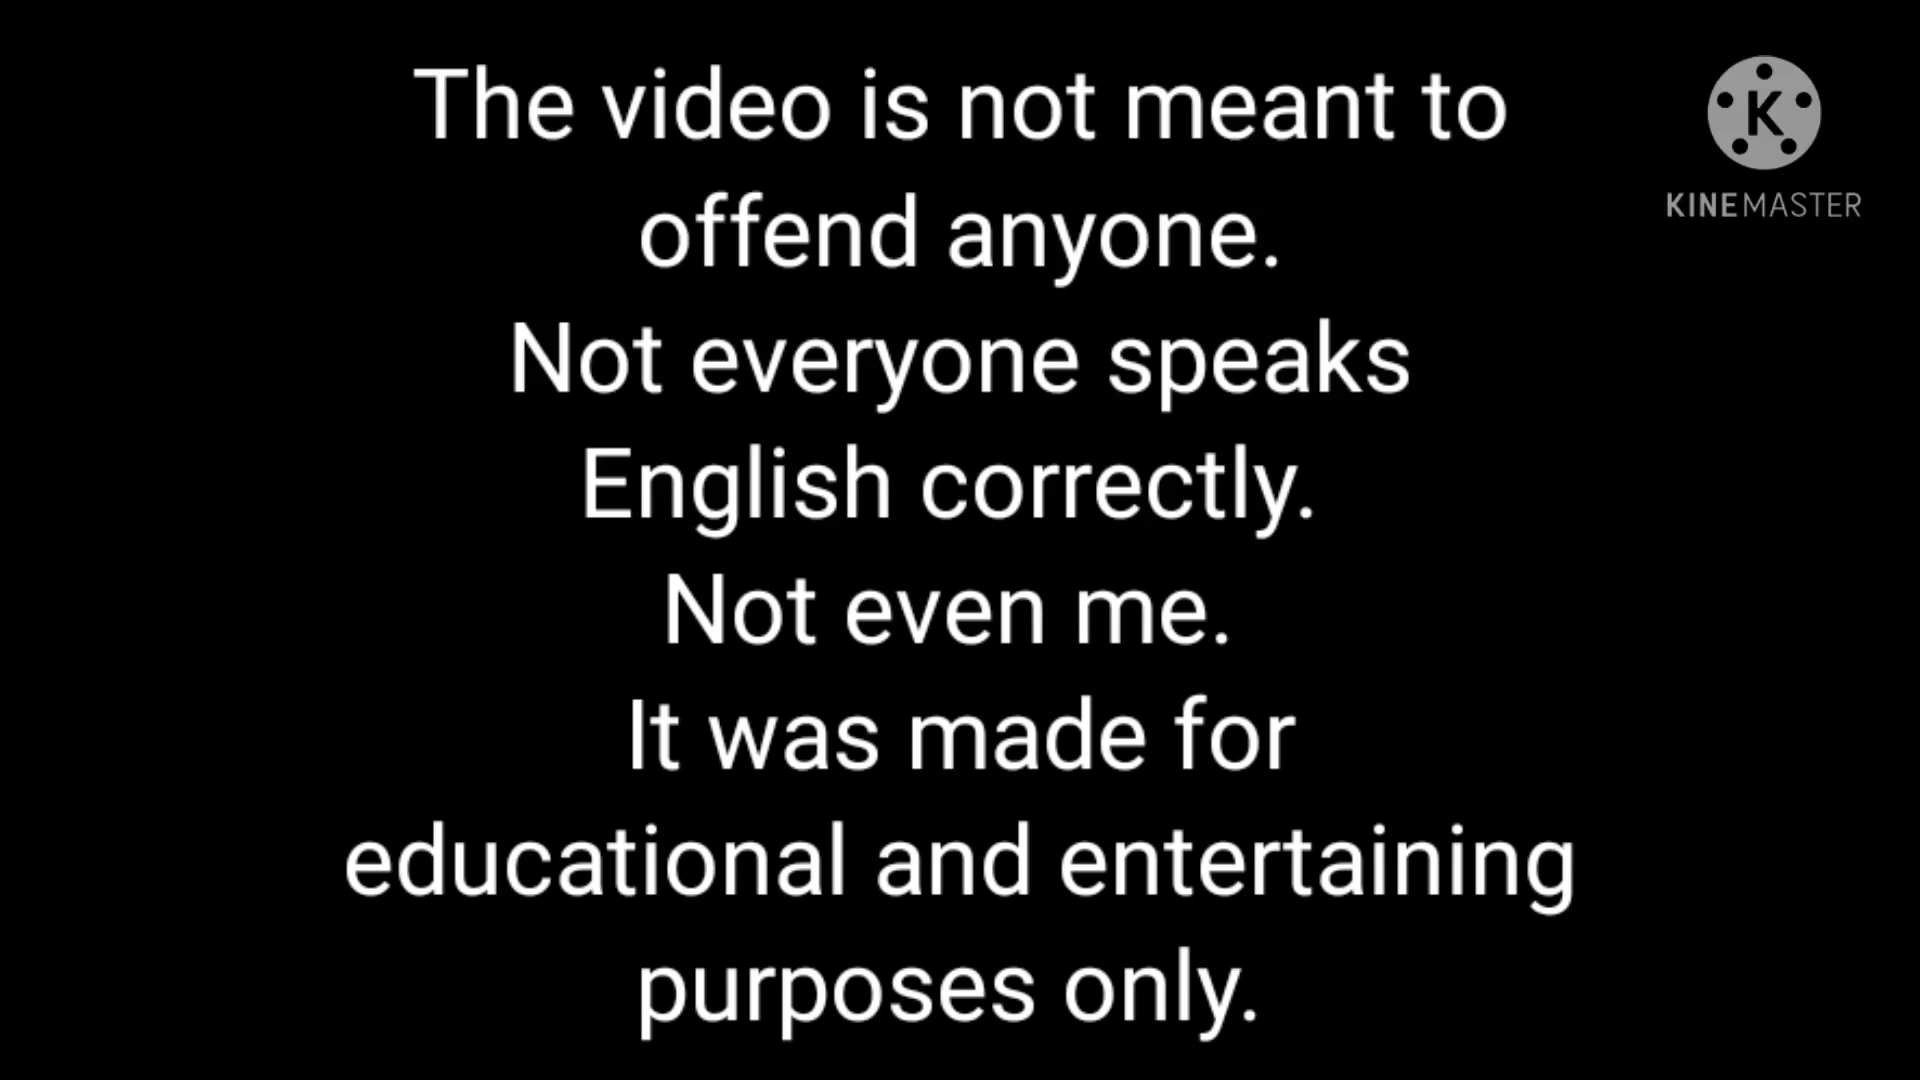 The video is not meant to
offend anyone.
Not everyone speaks
English correctly.
Not even me.
It was made for
educational and entertaining
purposes only.
K
KINEMASTER